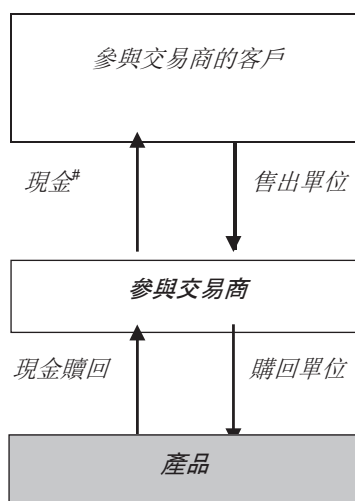 參與交易商的客戶
現金#
售出單位
參與交易商
現金贖回
購回單位
產品